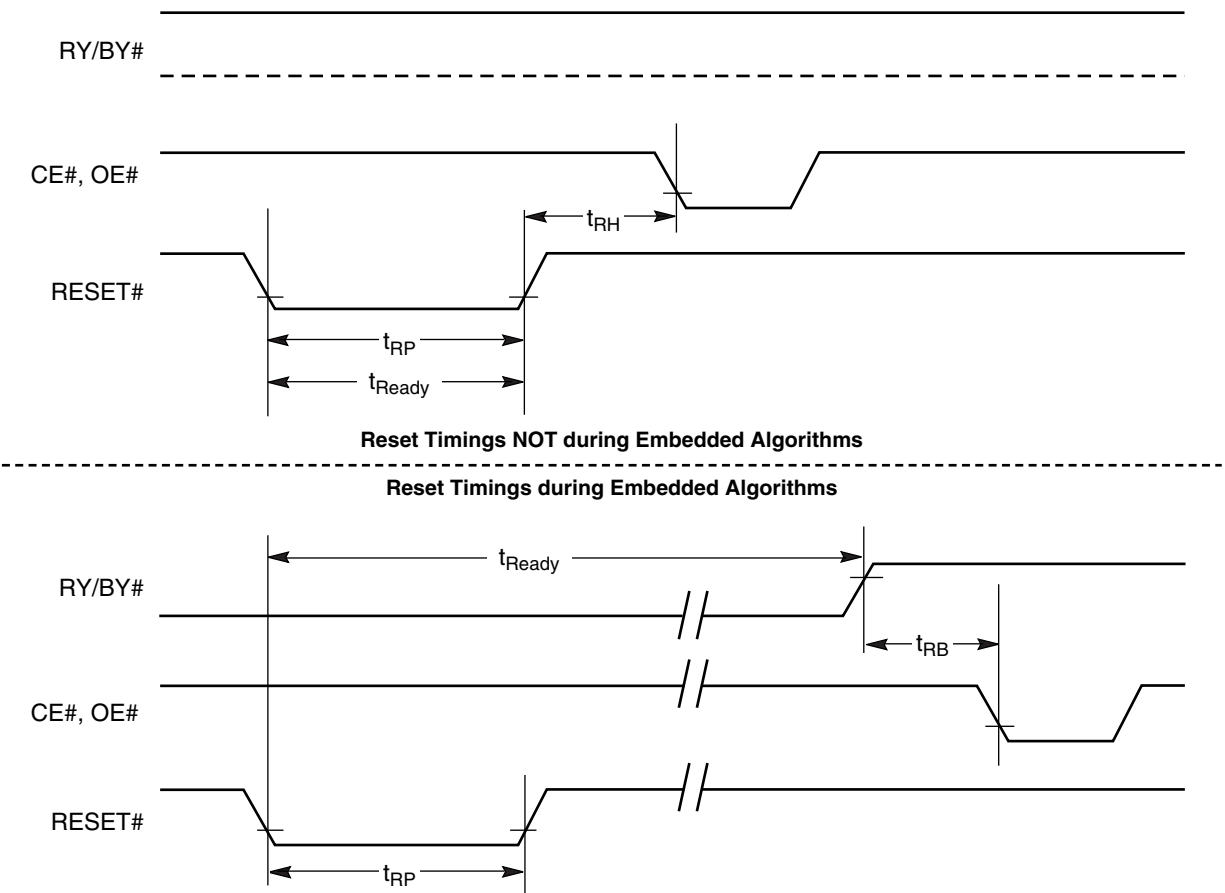 RY/BY#
CE#, OE#
tRH
RESET#
tRP
tReady
Reset Timings NOT during Embedded Algorithms
Reset Timings during Embedded Algorithms
tReady
RY/BY#
tRB
CE#, OE#
RESET#
tRP